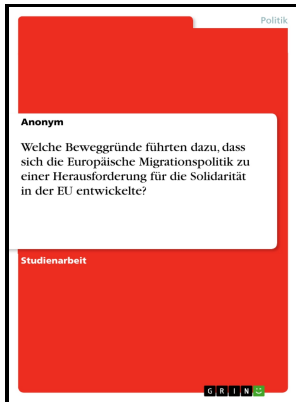 Politik
Anonym
Welche Beweggründe führten dazu, dass
sich die Europäische Migrationspolitik zu
einer Herausforderung für die Solidarität
in der EU entwickelte?
Studienarbeit
GRIN